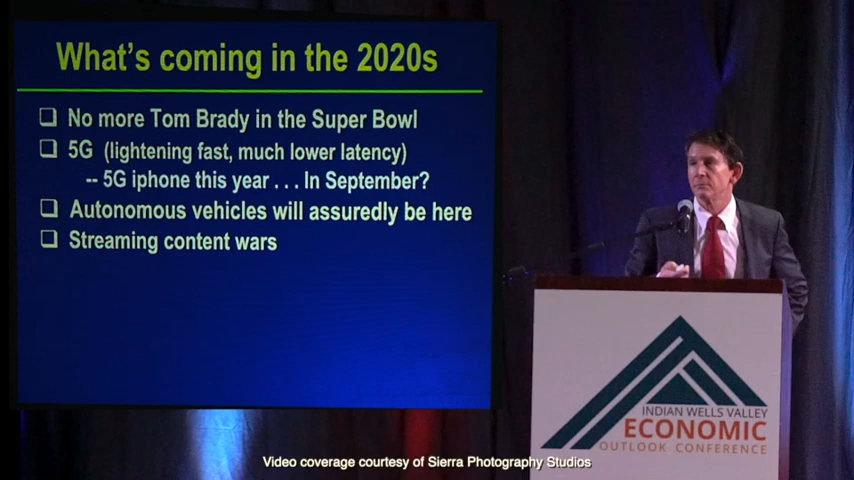 What's coming in the 2020s
No more Tom Brady in the Super Bowl
5G (lightening fast, much lower latency)
-- 5G iphone this year . . . In September?
Autonomous vehicles will assuredly be here
Streaming content wars
INDIAN WELLS VALLEY
ECONOMIC
OUTLOOK CONFERENCE
Video coverage courtesy of Sierra Photography Studios